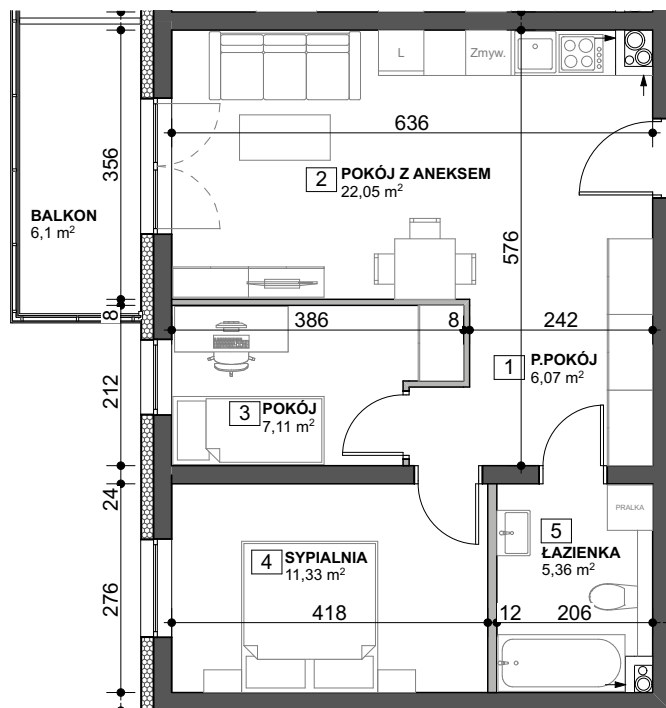 L
Zmyw.
636
2 POKÓJ Z ANEKSEM
22,05 m²
356
BALKON
6,1 m²
576
8
386
8
242
1 P.POKÓJ
6,07 m²
212
3 POKÓJ
7,11 m²
24
PRALKA
5
ŁAZIENKA
5,36 m²
4 SYPIALNIA
11,33 m²
276
418
12
206